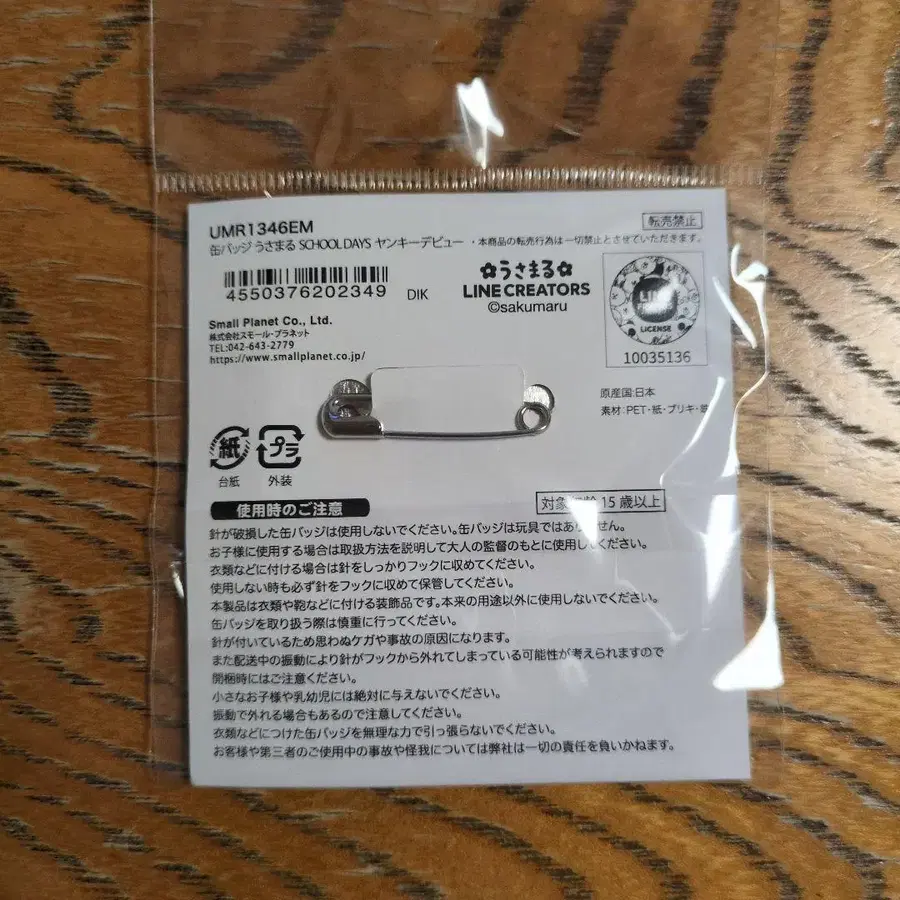 UMR1346EM
転売禁止
缶バッジ うさまる SCHOOL DAYS ヤンキーデビュー ・本商品の転売行為は一切禁止とさせていただきます。
4550376202349 DIK
✿うさまる✿
LINE CREATORS
©sakumaru
LINE
LICENSE
10035136
Small Planet Co., Ltd.
株式会社スモール・プラネット
TEL:042-643-2779
https://www.smallplanet.co.jp/
原産国:日本
素材:PET・紙・ブリキ・鉄
紙
プラ
台紙 外装
使用時のご注意
対象年齢 15歳以上
針が破損した缶バッジは使用しないでください。缶バッジは玩具ではありません。
お子様に使用する場合は取扱方法を説明して大人の監督のもとに使用してください。
衣類などに付ける場合は針をしっかりフックに収めてください。
使用しない時も必ず針をフックに収めて保管してください。
本製品は衣類や鞄などに付ける装飾品です。本来の用途以外に使用しないでください。
缶バッジを取り扱う際は慎重に行ってください。
針が付いているため思わぬケガや事故の原因になります。
また配送中の振動により針がフックから外れてしまっている可能性が考えられますので
開梱時にはご注意ください。
小さなお子様や乳幼児には絶対に与えないでください。
振動で外れる場合もあるので注意してください。
衣類などにつけた缶バッジを無理な力で引っ張らないでください。
お客様や第三者のご使用中の事故や怪我については弊社は一切の責任を負いかねます。